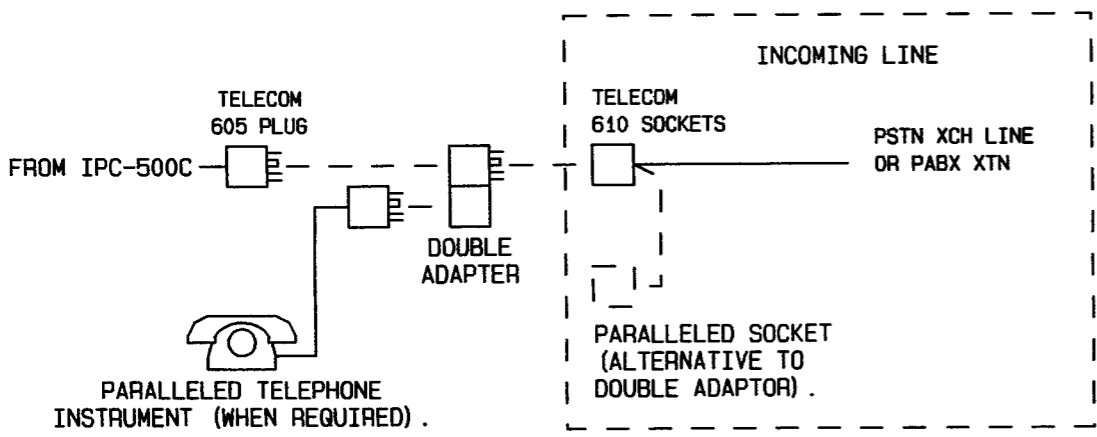 INCOMING LINE
TELECOM
605 PLUG
TELECOM
610 SOCKETS
PSTN XCH LINE
OR PABX XTN
FROM IPC-500C
DOUBLE
ADAPTER
PARALLELED SOCKET
(ALTERNATIVE TO
DOUBLE ADAPTOR).
PARALLELED TELEPHONE
INSTRUMENT (WHEN REQUIRED).